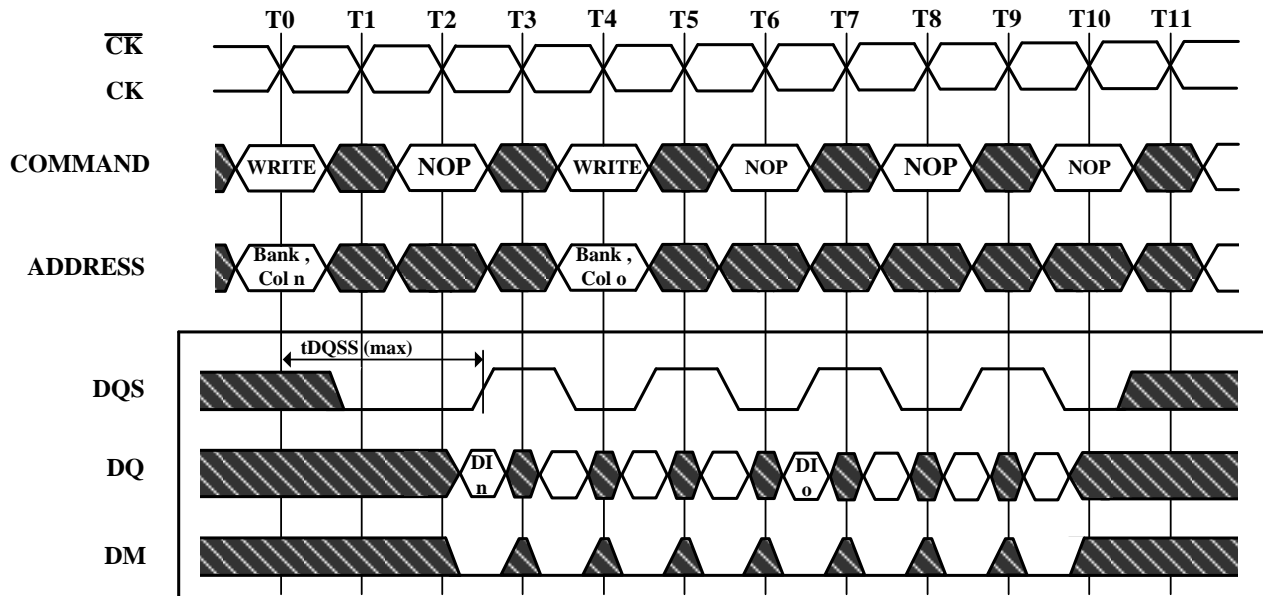 T0 T1 T2 T3 T4 T5 T6 T7 T8 T9 T10 T11
CK
CK
COMMAND WRITE NOP WRITE NOP NOP NOP
ADDRESS Bank , Bank ,
Col n Col o
tDQSS (max)
DQS
DQ DI DI
n o
DM